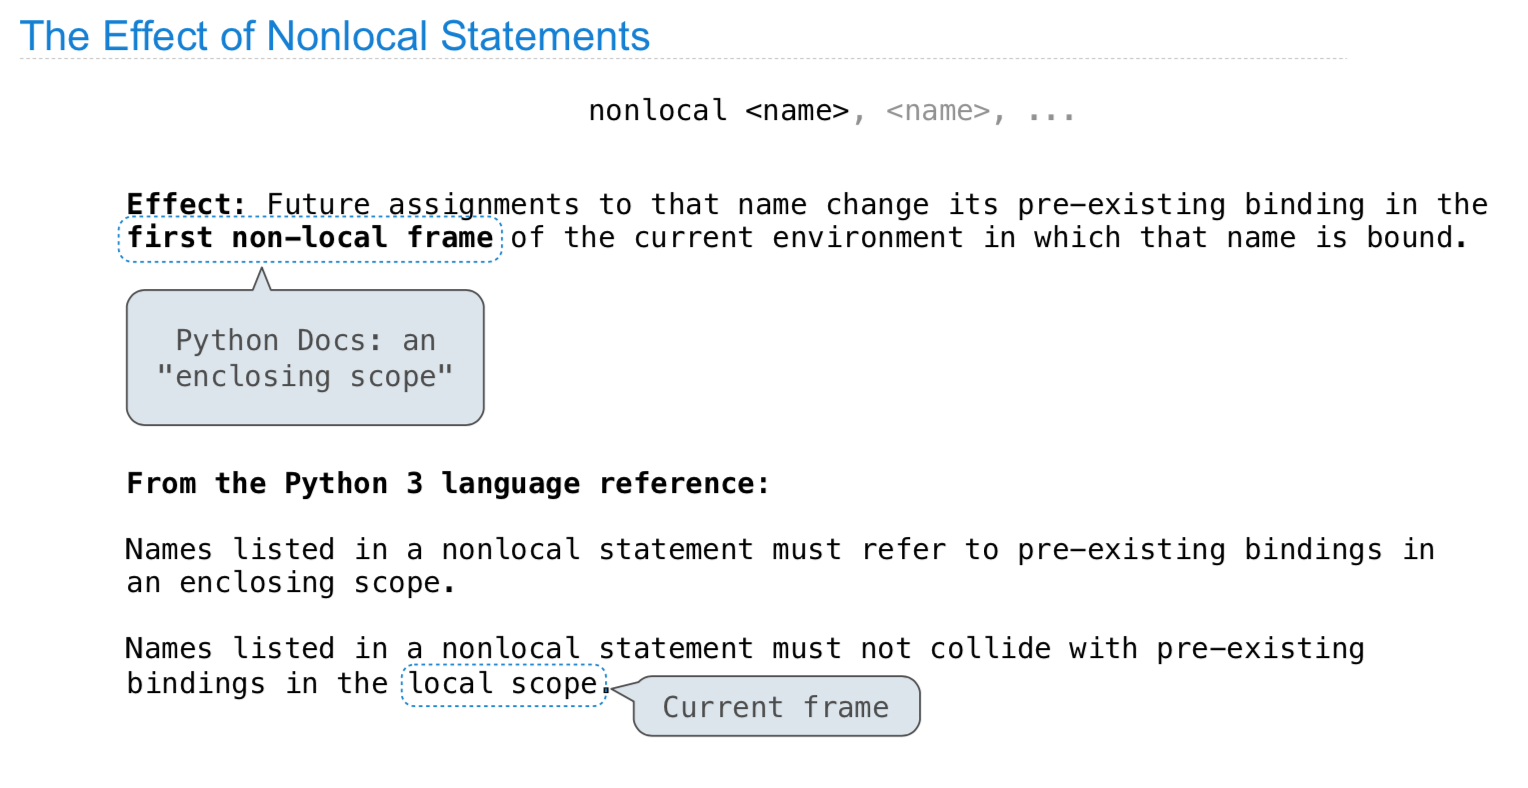 The Effect of Nonlocal Statements
nonlocal <name>, <name>, ...
Effect: Future assignments to that name change its pre-existing binding in the
first non-local frame of the current environment in which that name is bound.
Python Docs: an
"enclosing scope"
From the Python 3 language reference:
Names listed in a nonlocal statement must refer to pre-existing bindings in
an enclosing scope.
Names listed in a nonlocal statement must not collide with pre-existing
bindings in the local scope.
Current frame